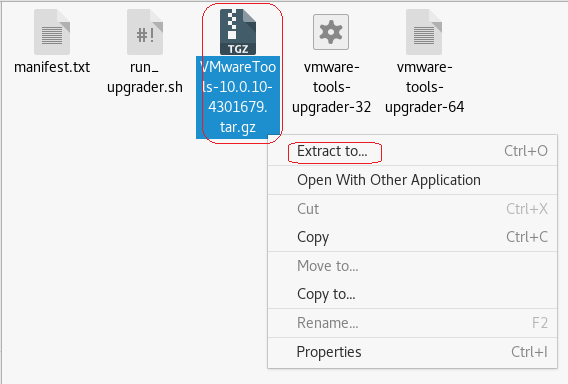 TGZ
manifest.txt
run_
upgrader.sh
VMwareToo
ls-10.0.10-
4301679.
tar.gz
vmware-
tools-
upgrader-32
vmware-
tools-
upgrader-64
#!
Extract to... Ctrl+O
Open With Other Application
Cut Ctrl+X
Copy Ctrl+C
Move to...
Copy to...
Rename... F2
Properties Ctrl+I